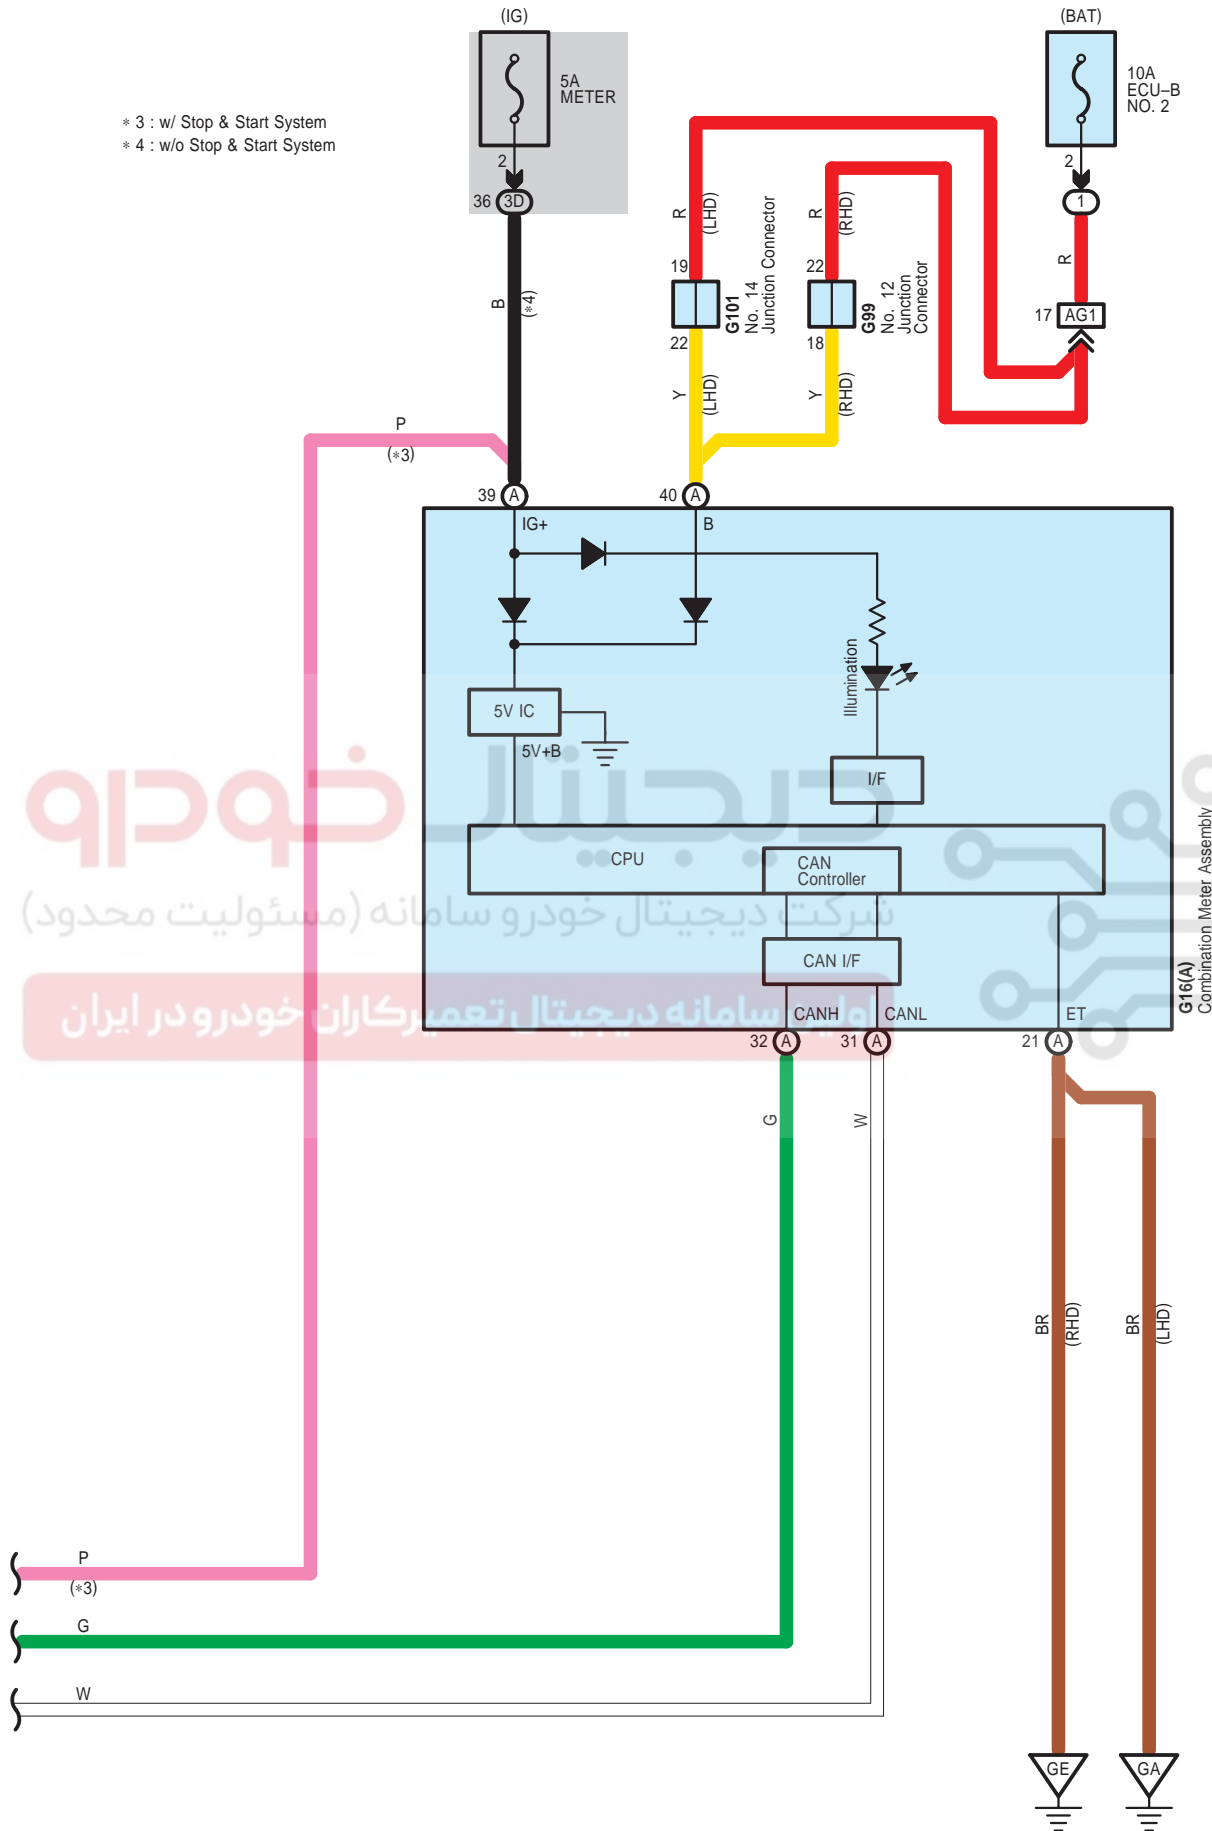 (IG)
(BAT)
5A
METER
10A
ECU–B
NO. 2
∗ 3 : w/ Stop & Start System
∗ 4 : w/o Stop & Start System
2
2
36
3D
1
R
(LHD)
R
(RHD)
R
19
22
G101
No. 14
Junction Connector
G99
No. 12
Junction
Connector
17
AG1
B
(∗4)
22
18
Y
(LHD)
Y
(RHD)
P
(∗3)
39
A
40
A
IG+
B
Illumination
5V IC
5V+B
I/F
دیجیتال خودرو
CPU
CAN
Controller
شرکت دیجیتال خودرو سامانه (مسئولیت محدود)
CAN I/F
G16(A)
Combination Meter Assembly
اولین سامانه دیجیتال تعمیرکاران خودرو در ایران
CANH
CANL
ET
32
A
31
A
21
A
G
W
BR
(RHD)
BR
(LHD)
P
(∗3)
G
W
GE
GA